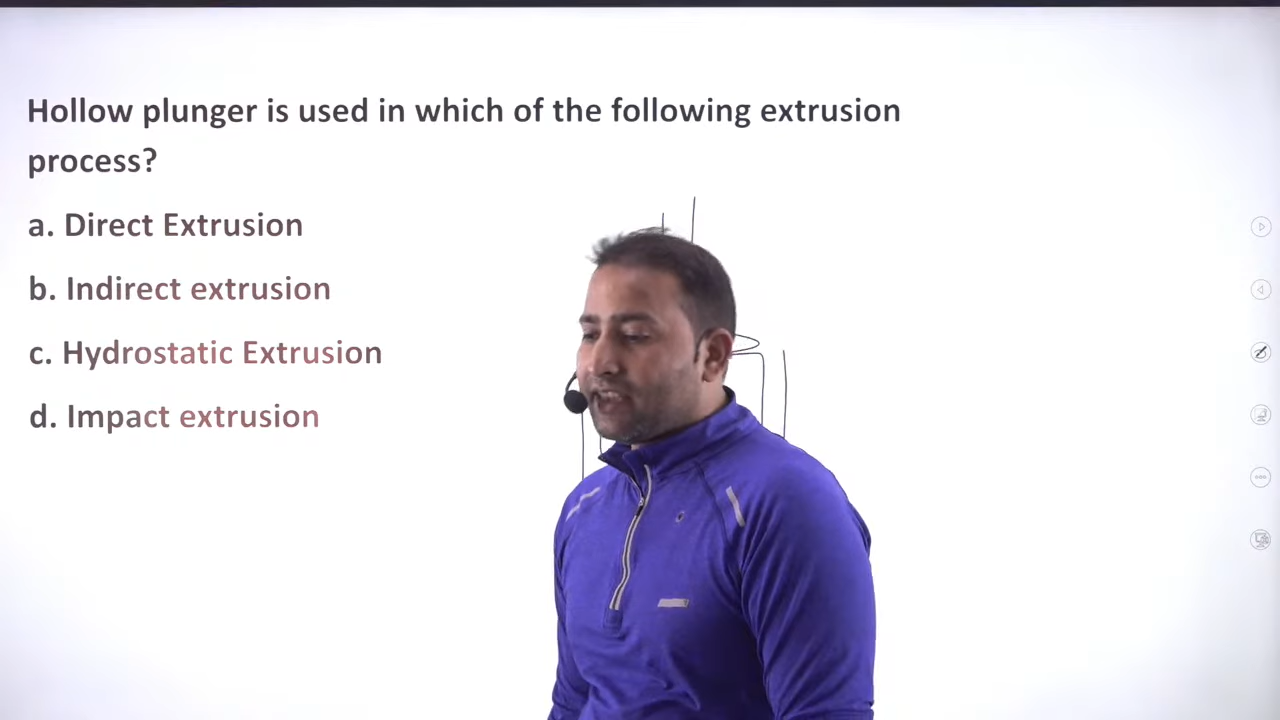 Hollow plunger is used in which of the following extrusion
process?
a. Direct Extrusion
b. Indirect extrusion
c. Hydrostatic Extrusion
d. Impact extrusion